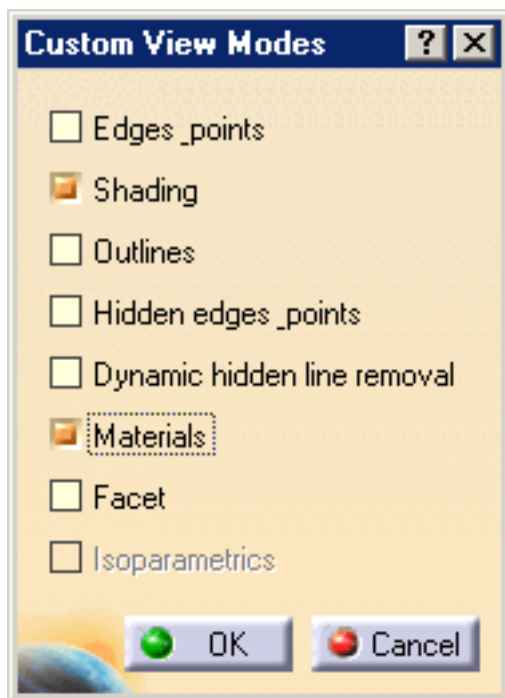 Custom View Modes ? X
Edges _points
Shading
Outlines
Hidden edges _points
Dynamic hidden line removal
Materials
Facet
Isoparametrics
OK Cancel